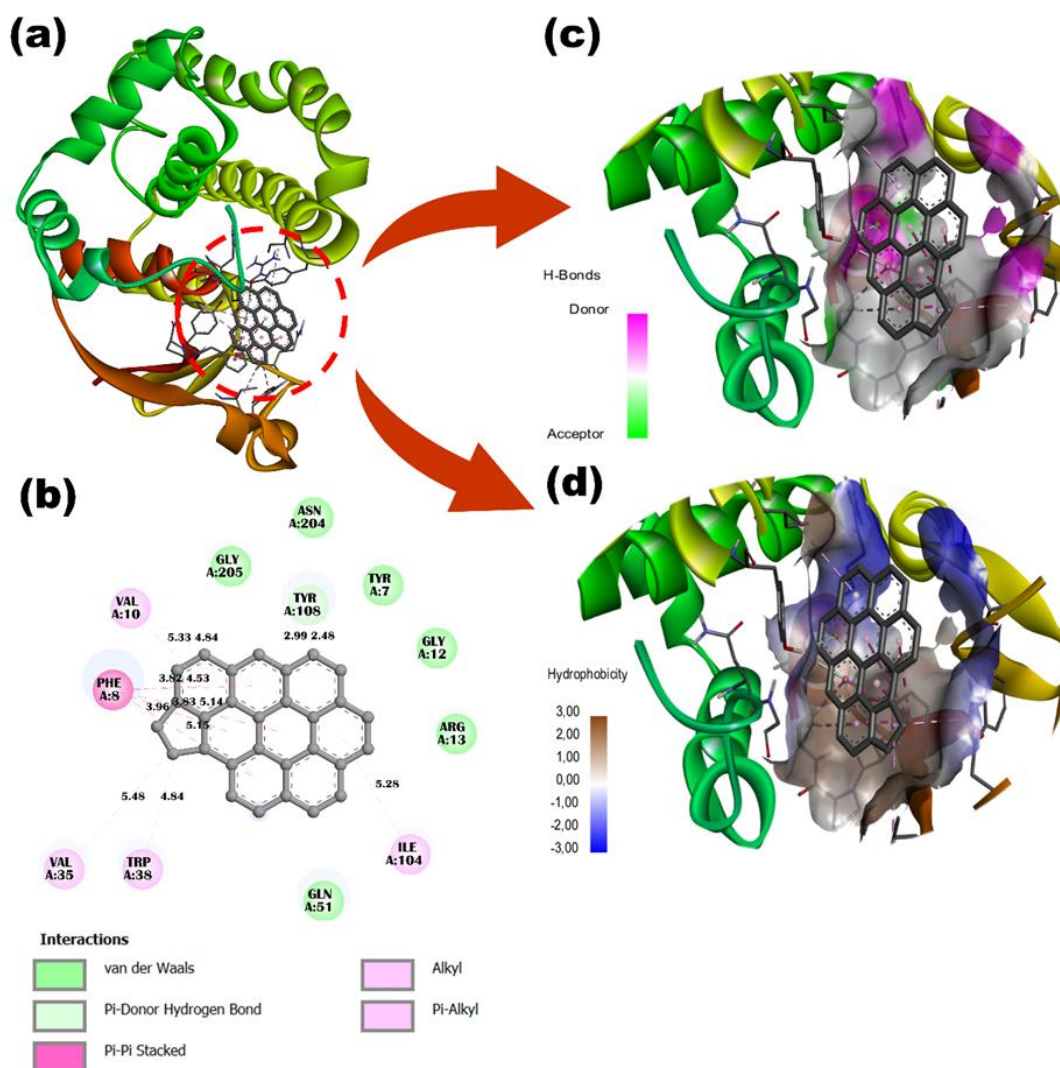 (a)
(c)
H-Bonds
Donor
Acceptor
(b)
ASN
A:204
GLY
A:205
TYR
A:7
VAL
A:10
TYR
A:108
5.33 4.84
2.99 2.48
GLY
A:12
PHE
A:8
3.82 4.53
3.96 3.83 5.14
5.15
ARG
A:13
5.28
5.48 4.84
ILE
A:104
VAL
A:35
TRP
A:38
GLN
A:51
Interactions
van der Waals
Pi-Donor Hydrogen Bond
Pi-Pi Stacked
Alkyl
Pi-Alkyl
(d)
Hydrophobicity
3,00
2,00
1,00
0,00
-1,00
-2,00
-3,00